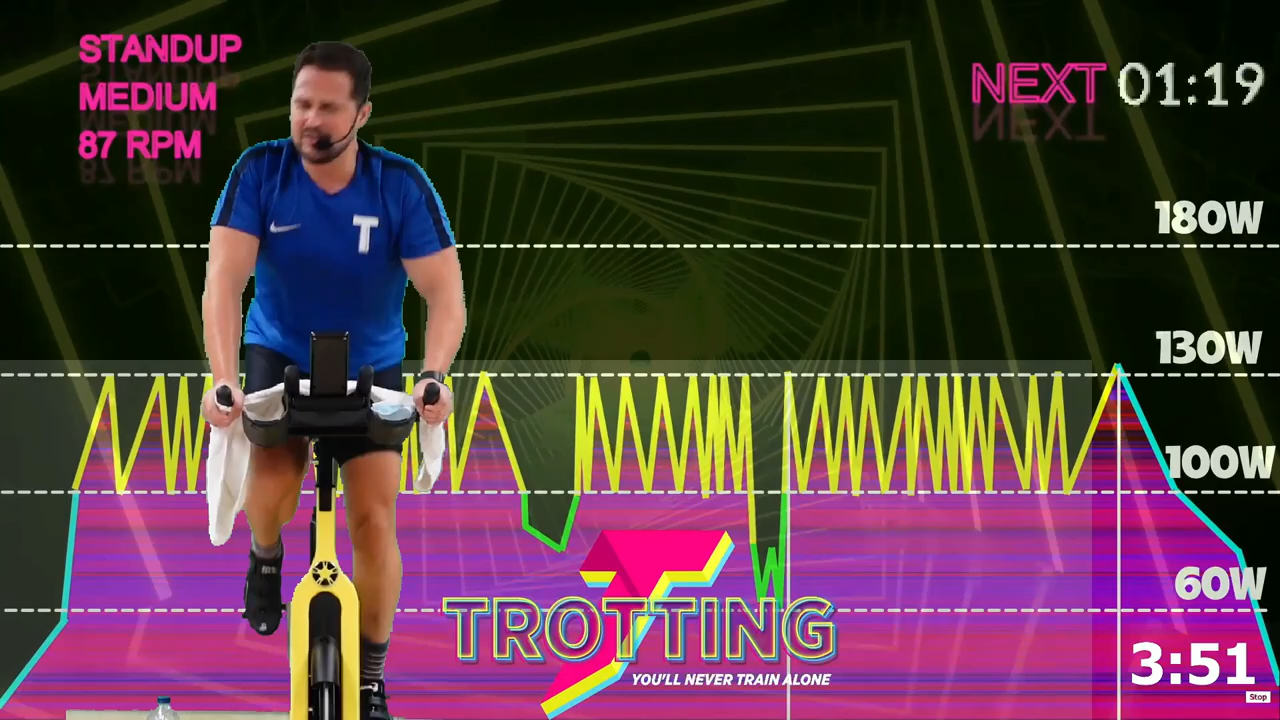 STANDUP
MEDIUM
87 RPM
NEXT 01:19
180W
130W
100W
60W
TROTTING
YOU'LL NEVER TRAIN ALONE
3:51
Stop
T